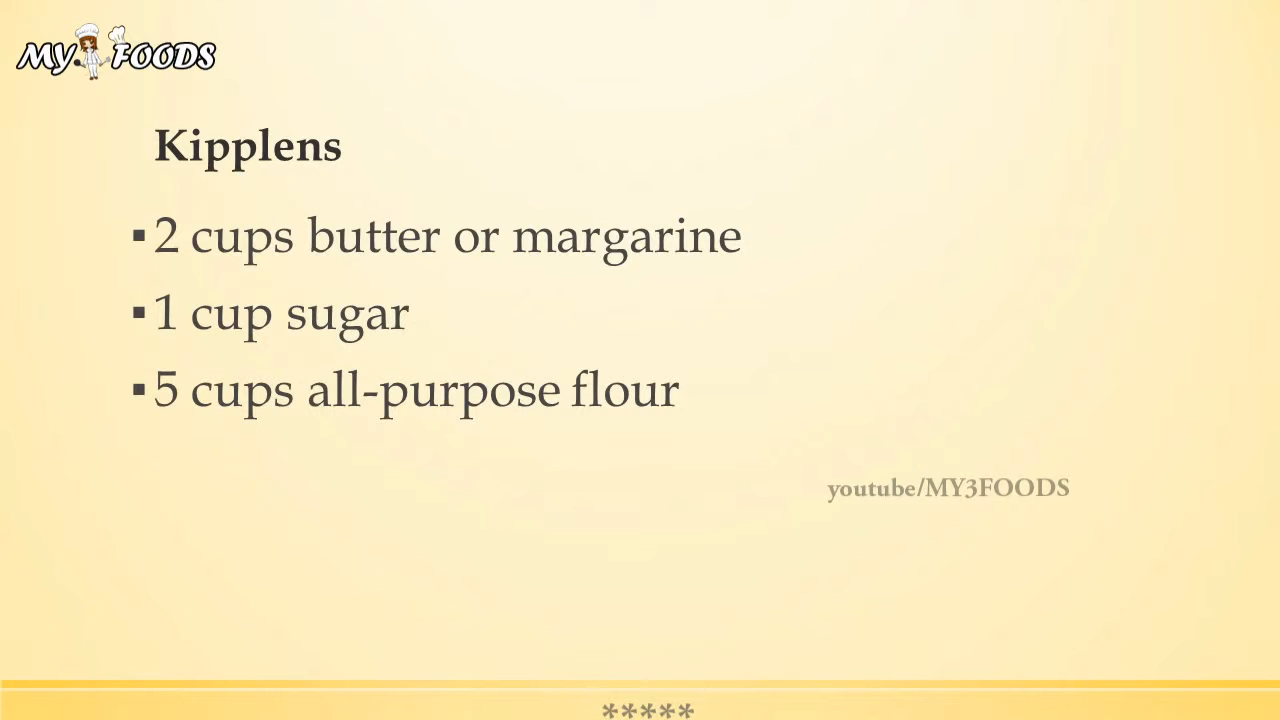 MY FOODS
Kipplens
▪2 cups butter or margarine
▪1 cup sugar
▪5 cups all-purpose flour
youtube/MY3FOODS
*****